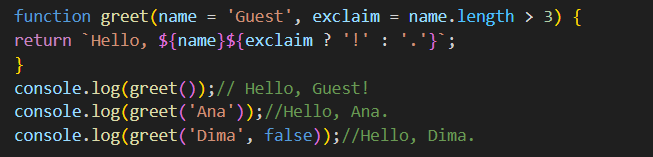 function greet(name = 'Guest', exclaim = name.length > 3) {
return `Hello, ${name}${exclaim ? '!' : '.'}`;
}
console.log(greet());// Hello, Guest!
console.log(greet('Ana'));//Hello, Ana.
console.log(greet('Dima', false));//Hello, Dima.